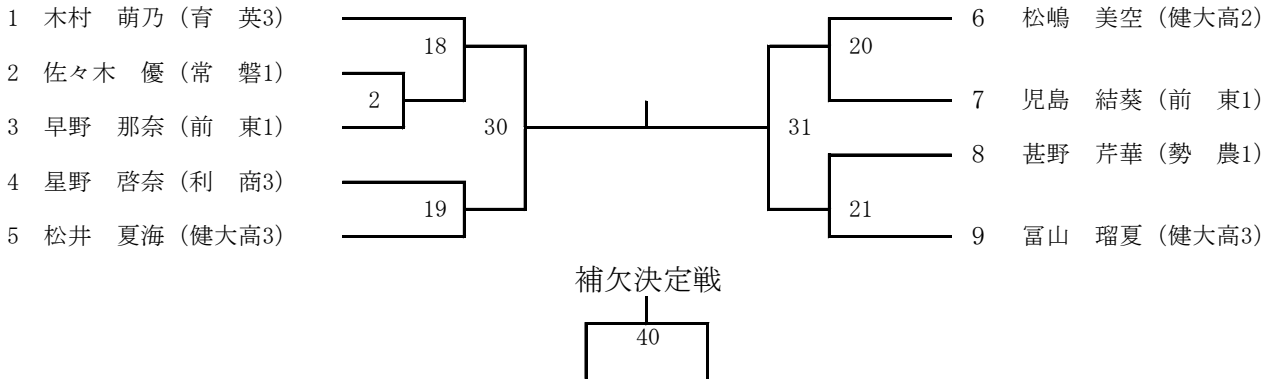 1 木村 萌乃（育 英3）
18
2 佐々木 優（常 磐1）
2
3 早野 那奈（前 東1）
30
4 星野 啓奈（利 商3）
19
5 松井 夏海（健大高3）
6 松嶋 美空（健大高2）
20
7 児島 結葵（前 東1）
31
8 甚野 芹華（勢 農1）
21
9 冨山 瑠夏（健大高3）
補欠決定戦
40